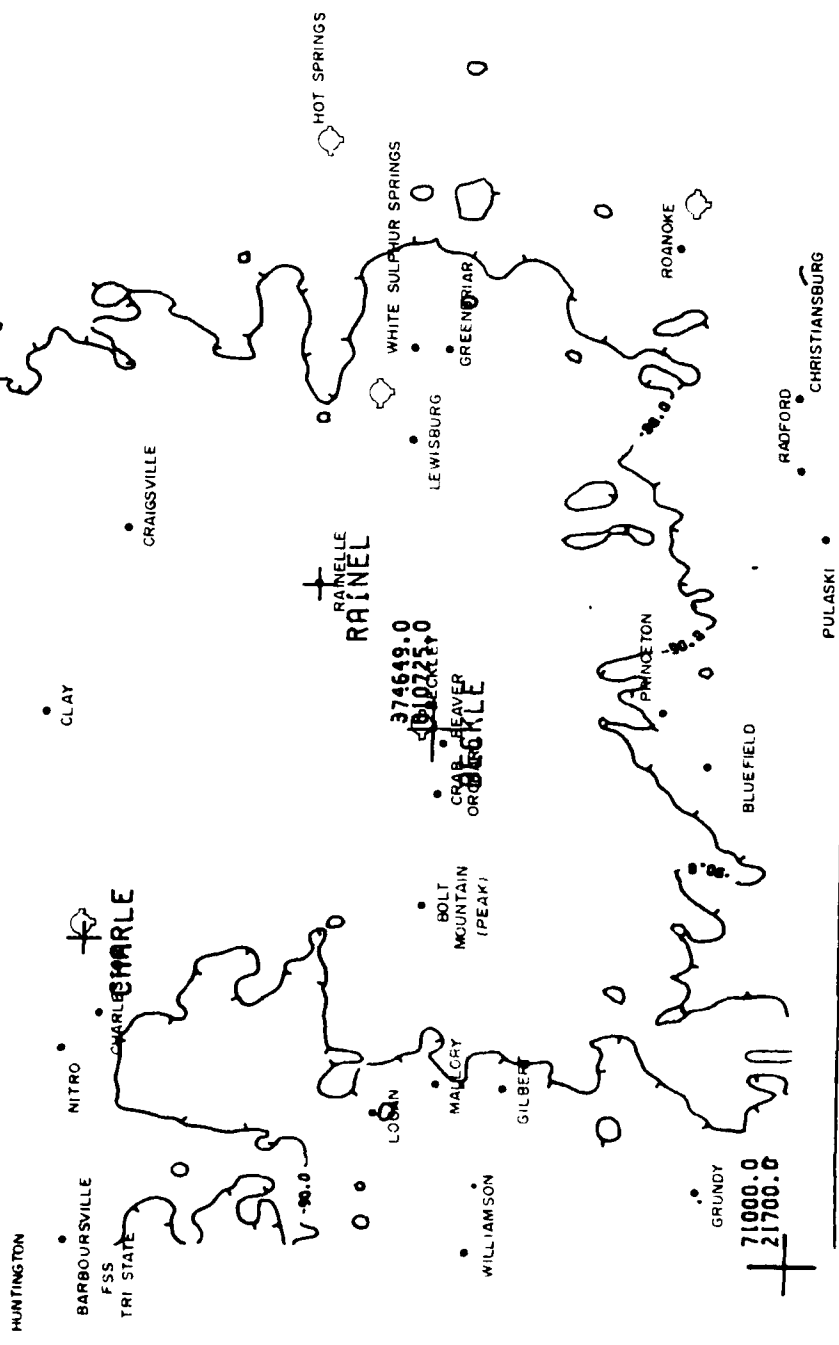 HUNTINGTON
BARBOURSVILLE
FSS
TRI STATE
NITRO
CHARLE
CLAY
CRAIGSVILLE
HOT SPRINGS
WHITE SULPHUR SPRINGS
GREENBRIAR
LEWISBURG
RAINELLE
RAINEL
374649.0
BECKLEY
BEAVER
CRAB
BOLT
MOUNTAIN
(PEAK)
LOGAN
MALLORY
GILBERT
WILLIAMSON
-90.0
GRUNDY
71000.0
21700.0
BLUEFIELD
PRINCETON
-90.0
PULASKI
RADFORD
CHRISTIANSBURG
ROANOKE